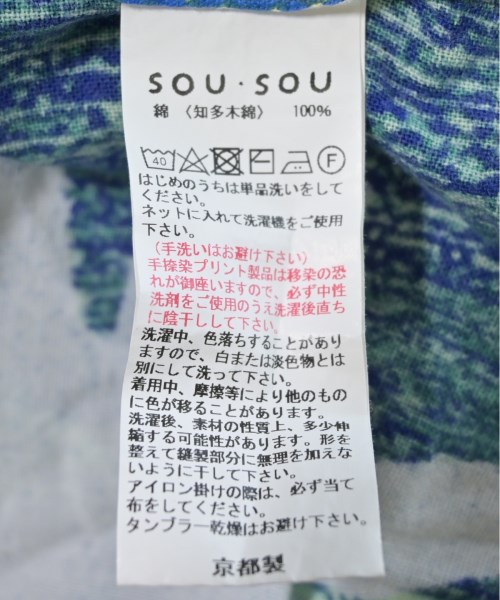 SOU・SOU
綿 〈知多木綿〉 100%
40 F
はじめのうちは単品洗いをして
ください。
ネットに入れて洗濯機をご使用
下さい。
（手洗いはお避け下さい）
手捺染プリント製品は移染の恐
れが御座いますので、必ず中性
洗剤をご使用のうえ洗濯後直ち
に陰干しして下さい。
洗濯中、色落ちすることがあり
ますので、白または淡色物とは
別にして洗って下さい。
着用中、摩擦等により他のもの
に色が移ることがあります。
洗濯後、素材の性質上、多少伸
縮する可能性があります。形を
整えて縫製部分に無理を加えな
いように干して下さい。
アイロン掛けの際は、必ず当て
布をしてください。
タンブラー乾燥はお避け下さい。
京都製